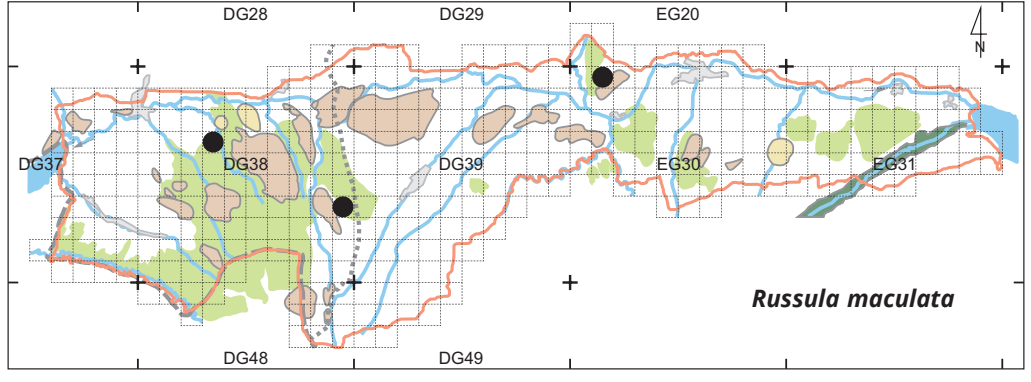 DG28 DG29 EG20
N
DG37 DG38 DG39 EG30 EG31
Russula maculata
DG48 DG49